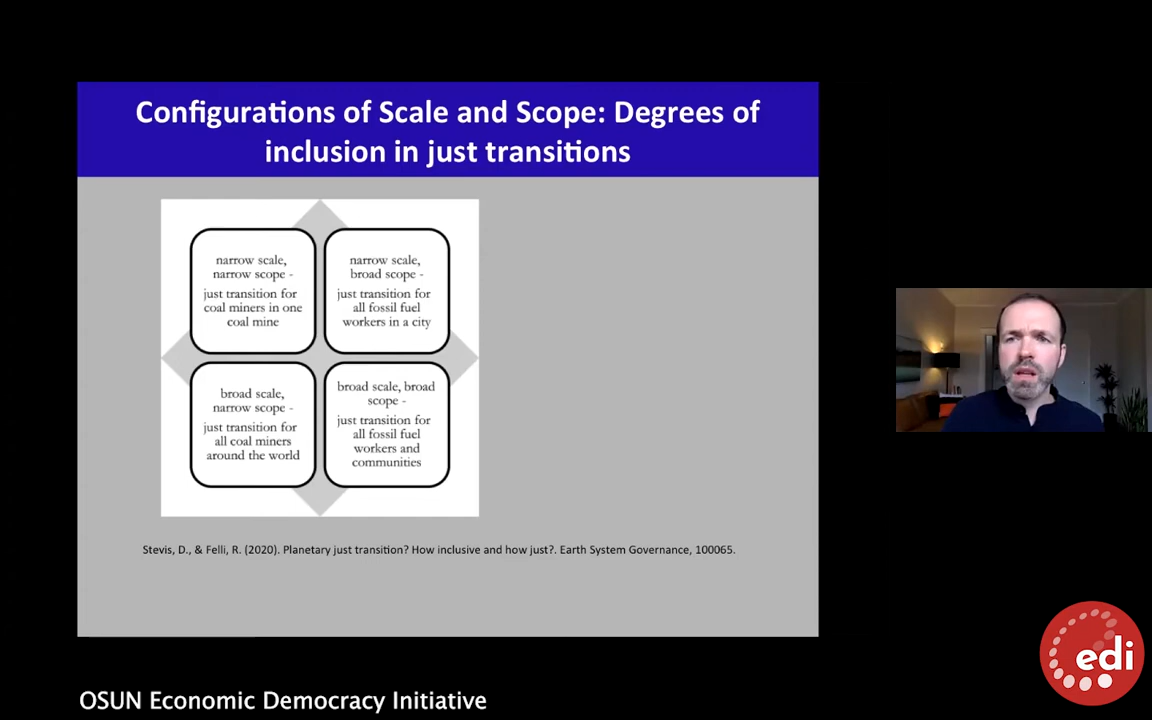 Configurations of Scale and Scope: Degrees of
inclusion in just transitions
narrow scale,
narrow scope -
just transition for
coal miners in one
coal mine
narrow scale,
broad scope -
just transition for
all fossil fuel
workers in a city
broad scale,
narrow scope -
just transition for
all coal miners
around the world
broad scale, broad
scope -
just transition for
all fossil fuel
workers and
communities
Stevis, D., & Felli, R. (2020). Planetary just transition? How inclusive and how just?. Earth System Governance, 100065.
edi
OSUN Economic Democracy Initiative